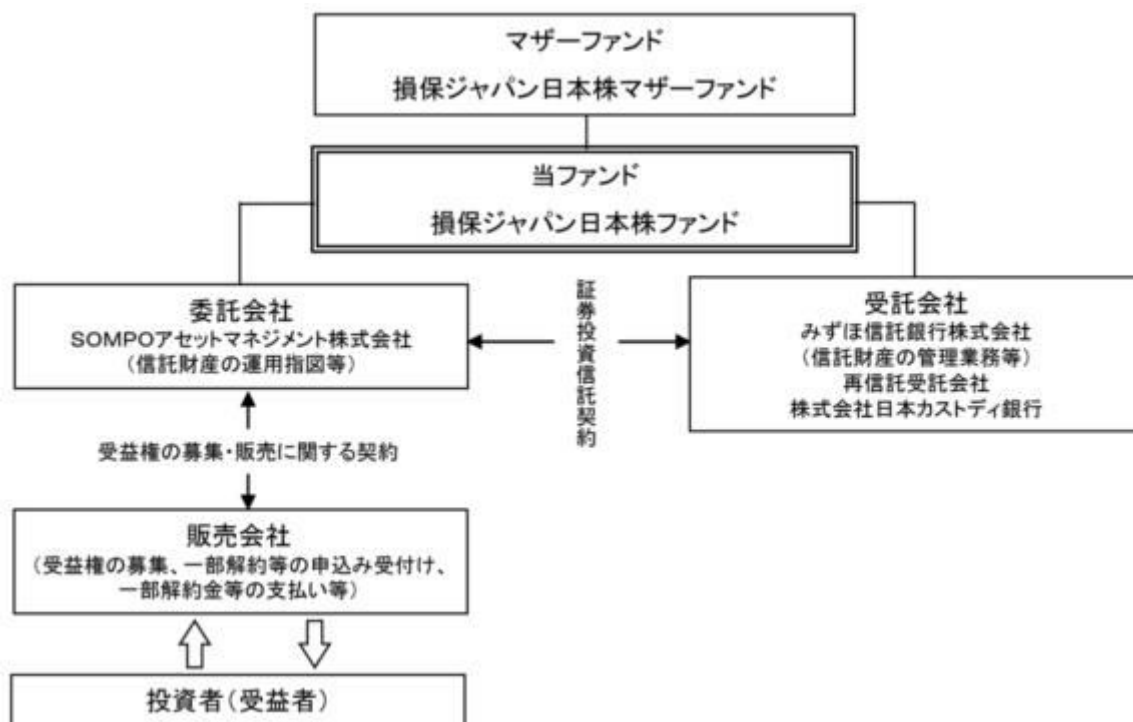 マザーファンド
損保ジャパン日本株マザーファンド
当ファンド
損保ジャパン日本株ファンド
委託会社
SOMPOアセットマネジメント株式会社
(信託財産の運用指図等)
証券投資信託契約
受託会社
みずほ信託銀行株式会社
(信託財産の管理業務等)
再信託受託会社
株式会社日本カストディ銀行
受益権の募集・販売に関する契約
販売会社
(受益権の募集、一部解約等の申込み受付け、
一部解約金等の支払い等)
投資者(受益者)